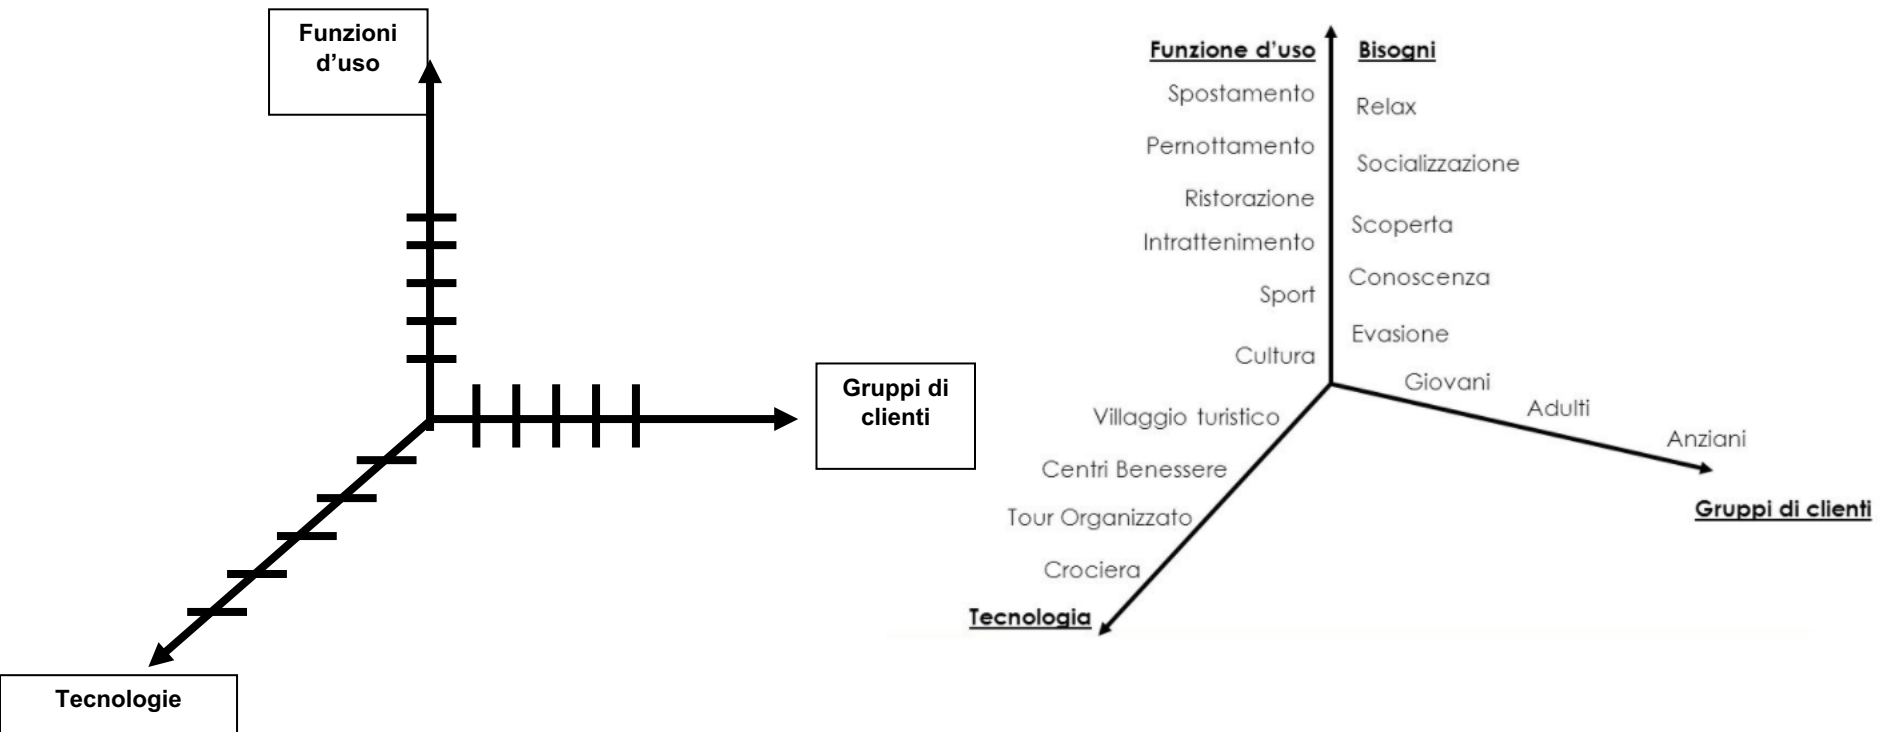 Funzioni
d'uso
Gruppi di
clienti
Tecnologie
Funzione d'uso
Bisogni
Spostamento
Relax
Pernottamento
Socializzazione
Ristorazione
Scoperta
Intrattenimento
Conoscenza
Sport
Evasione
Cultura
Giovani
Adulti
Anziani
Villaggio turistico
Centri Benessere
Tour Organizzato
Crociera
Gruppi di clienti
Tecnologia